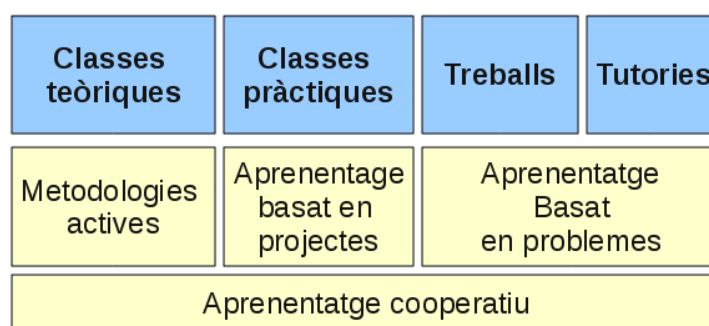 Classes
teòriques
Classes
pràctiques
Treballs
Tutories
Metodologies
actives
Aprenentage
basat en
projectes
Aprenentatge
Basat
en problemes
Aprenentatge cooperatiu